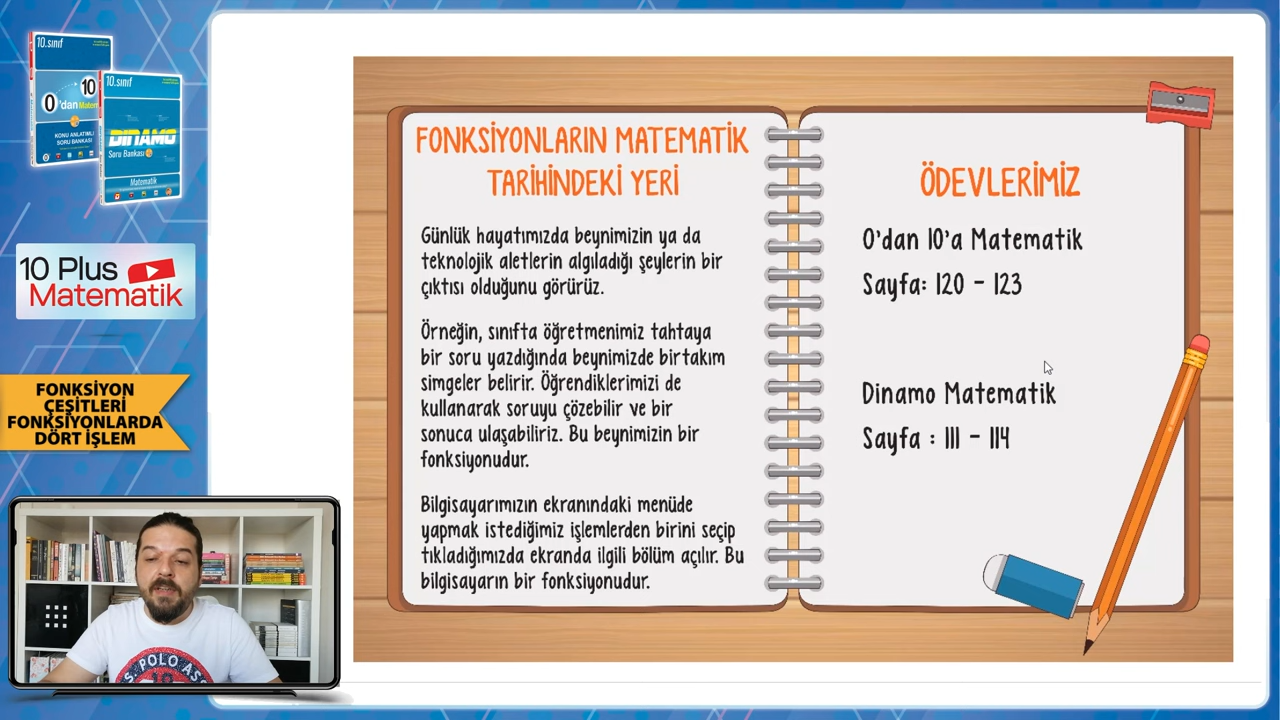 10.sınıf
0'dan 10
KONU ANLATIMLI
SORU BANKASI
10.sınıf
DİNAMO
Soru Bankası
Matematik
10 Plus
Matematik
FONKSİYON
ÇEŞİTLERİ
FONKSİYONLARDA
DÖRT İŞLEM
S. POLO ASS
FONKSİYONLARIN MATEMATİK
TARİHİNDEKİ YERİ
Günlük hayatımızda beynimizin ya da
teknolojik aletlerin algıladığı şeylerin bir
çıktısı olduğunu görürüz.
Örneğin, sınıfta öğretmenimiz tahtaya
bir soru yazdığında beynimizde birtakım
simgeler belirir. Öğrendiklerimizi de
kullanarak soruyu çözebilir ve bir
sonuca ulaşabiliriz. Bu beynimizin bir
fonksiyonudur.
Bilgisayarımızın ekranındaki menüde
yapmak istediğimiz işlemlerden birini seçip
tıkladığımızda ekranda ilgili bölüm açılır. Bu
bilgisayarın bir fonksiyonudur.
ÖDEVLERİMİZ
0'dan 10'a Matematik
Sayfa: 120 - 123
Dinamo Matematik
Sayfa : 111 - 114